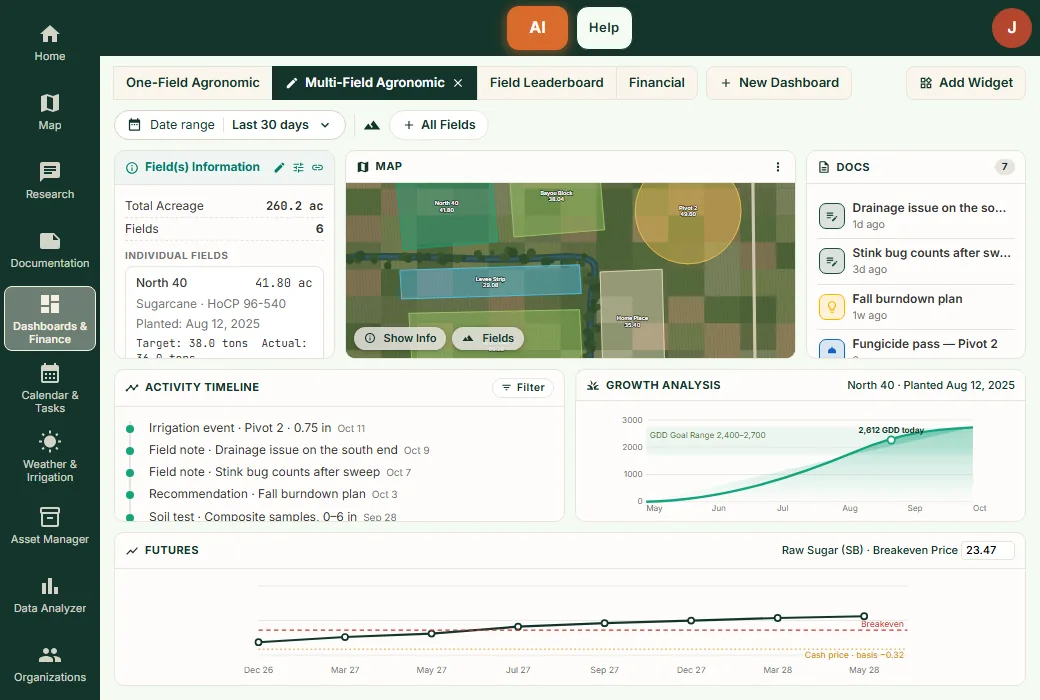 AI
Help
J
Home
Map
Research
Documentation
Dashboards &
Finance
Calendar &
Tasks
Weather &
Irrigation
Asset Manager
Data Analyzer
Organizations
One-Field Agronomic
Multi-Field Agronomic
Field Leaderboard
Financial
+ New Dashboard
Add Widget
Date range
Last 30 days
+ All Fields
Field(s) Information
Total Acreage 260.2 ac
Fields 6
INDIVIDUAL FIELDS
North 40 41.80 ac
Sugarcane · HoCP 96-540
Planted: Aug 12, 2025
Target: 38.0 tons Actual:
36.0 tons
MAP
North 40
41.80
Bayou Block
38.04
Pivot 2
49.60
Levee Strip
29.08
Home Place
35.40
Show Info
Fields
DOCS 7
Drainage issue on the so...
1d ago
Stink bug counts after sw...
3d ago
Fall burndown plan
1w ago
Fungicide pass — Pivot 2
ACTIVITY TIMELINE
Filter
Irrigation event · Pivot 2 · 0.75 in Oct 11
Field note · Drainage issue on the south end Oct 9
Field note · Stink bug counts after sweep Oct 7
Recommendation · Fall burndown plan Oct 3
Soil test · Composite samples, 0–6 in Sep 28
GROWTH ANALYSIS
North 40 · Planted Aug 12, 2025
3000
2000
1000
0
GDD Goal Range 2,400–2,700
2,612 GDD today
May Jun Jul Aug Sep Oct
FUTURES
Raw Sugar (SB) · Breakeven Price 23.47
Breakeven
Cash price · basis −0.32
Dec 26 Mar 27 May 27 Jul 27 Sep 27 Dec 27 Mar 28 May 28